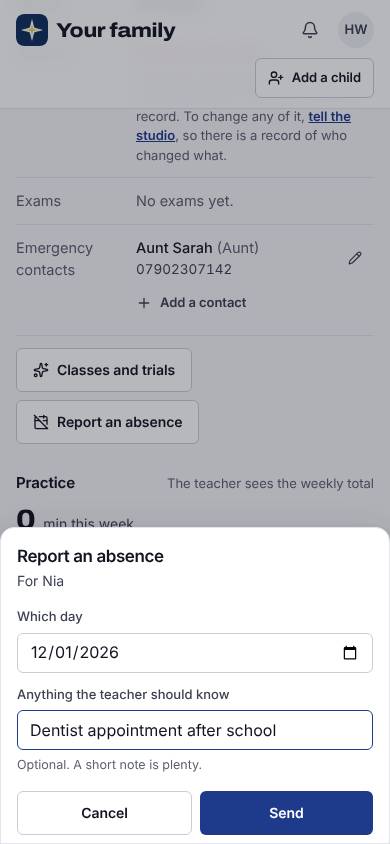 Your family
HW
Add a child
record. To change any of it, tell the
studio, so there is a record of who
changed what.
Exams
No exams yet.
Emergency
contacts
Aunt Sarah (Aunt)
07902307142
Add a contact
Classes and trials
Report an absence
Practice
The teacher sees the weekly total
0 min this week
Report an absence
For Nia
Which day
12/01/2026
Anything the teacher should know
Dentist appointment after school
Optional. A short note is plenty.
Cancel
Send